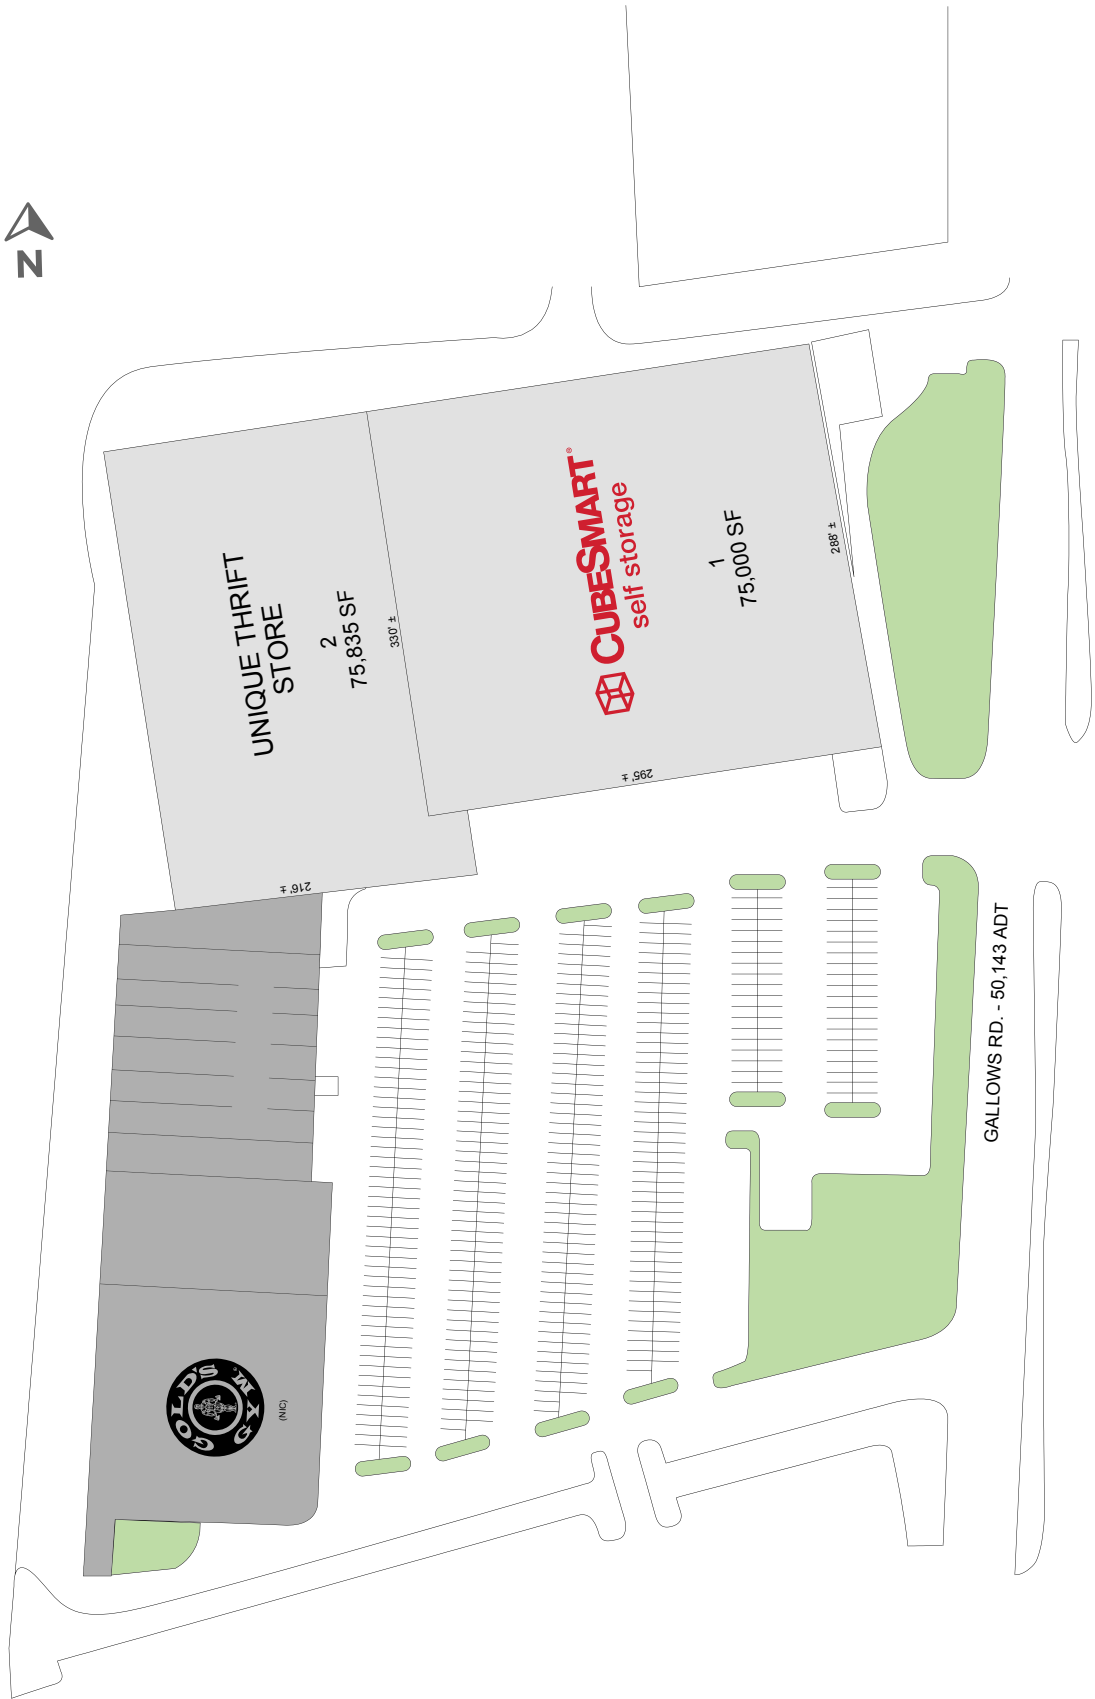 N
UNIQUE THRIFT
STORE
2
75,835 SF
330' ±
CUBESMART®
self storage
1
75,000 SF
288' ±
295' ±
216' ±
GALLOWS RD. - 50,143 ADT
GOLD'S GYM
(NIC)